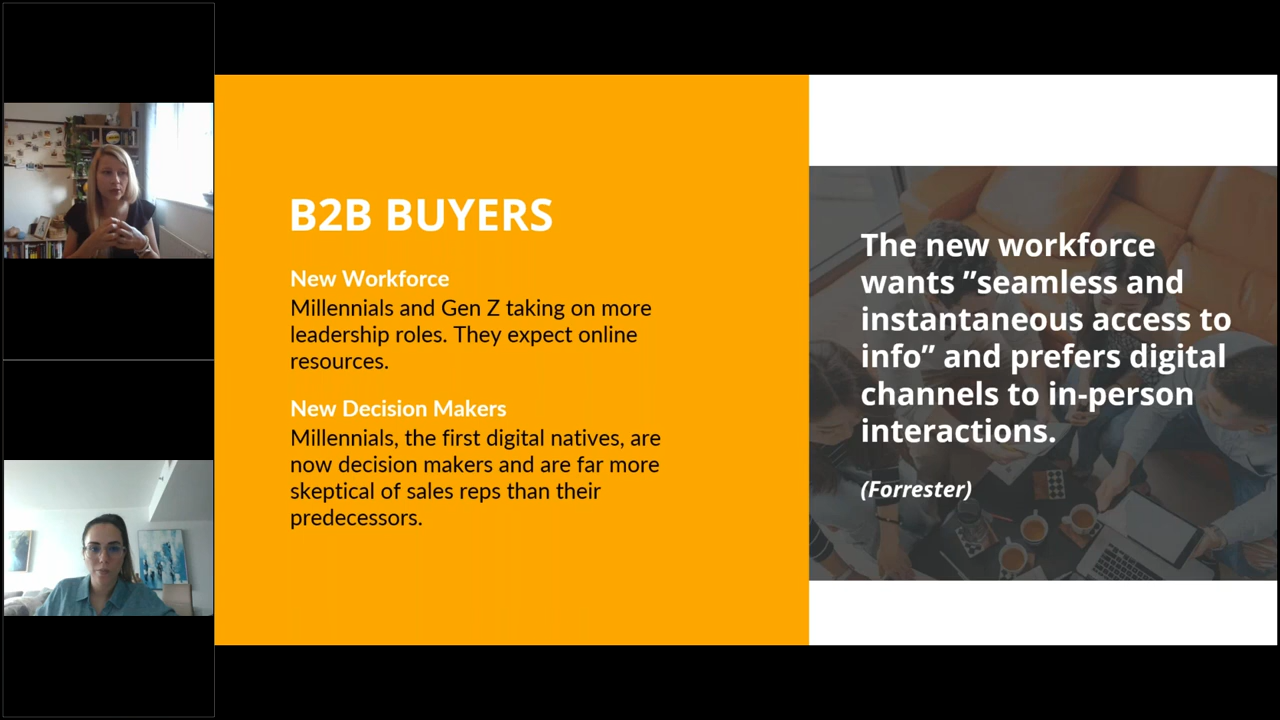 B2B BUYERS
New Workforce
Millennials and Gen Z taking on more
leadership roles. They expect online
resources.
New Decision Makers
Millennials, the first digital natives, are
now decision makers and are far more
skeptical of sales reps than their
predecessors.
The new workforce
wants ”seamless and
instantaneous access to
info” and prefers digital
channels to in-person
interactions.
(Forrester)